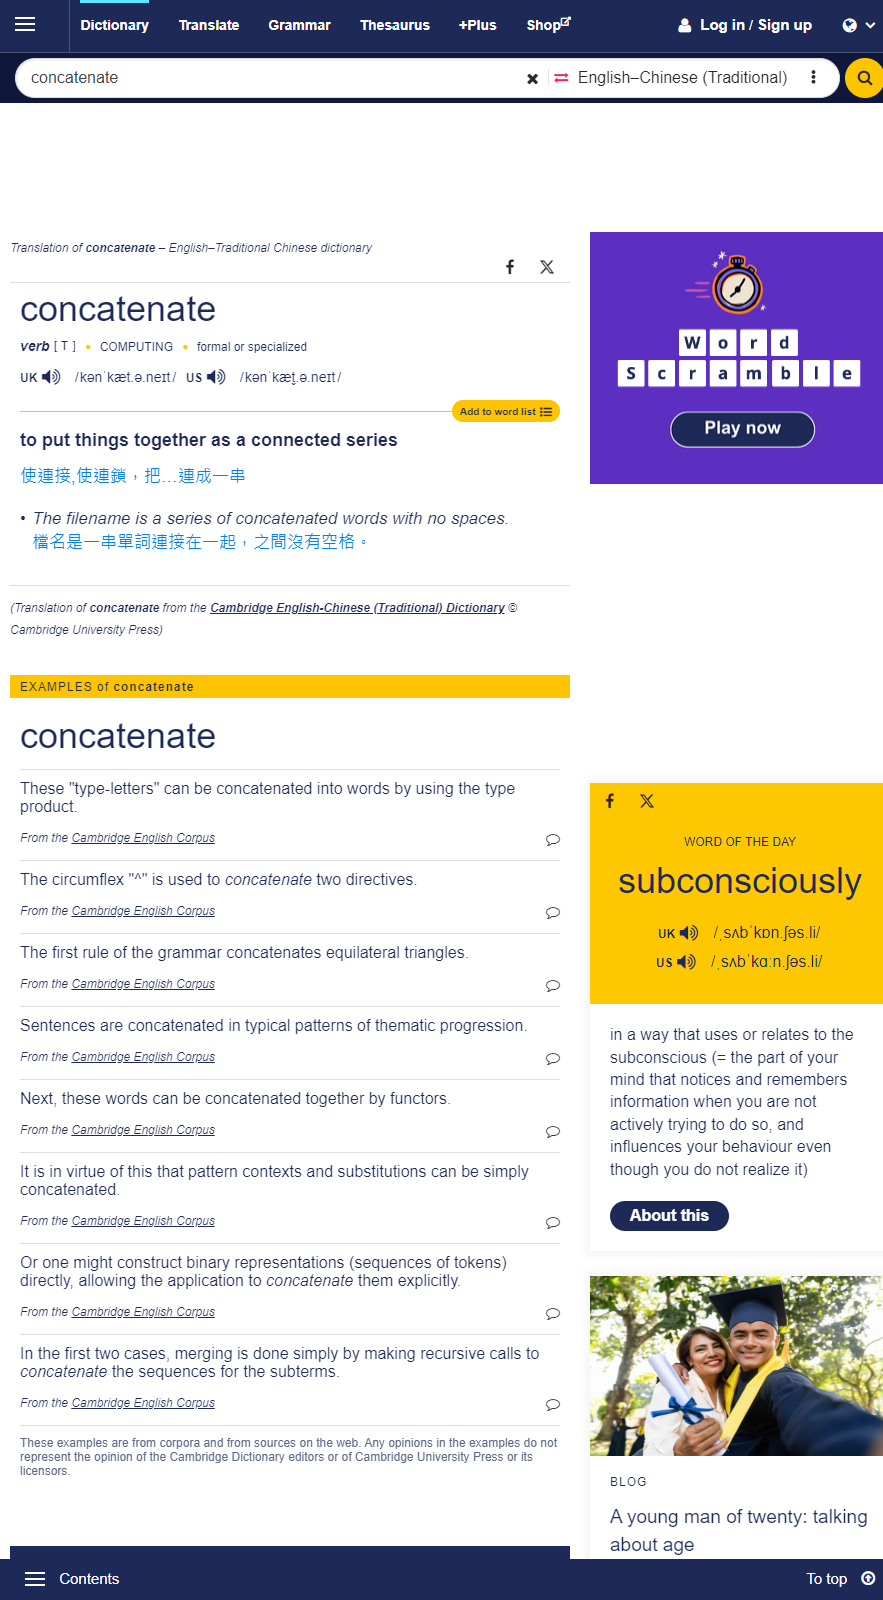 Dictionary Translate Grammar Thesaurus +Plus Shop Log in / Sign up
concatenate English–Chinese (Traditional)
Translation of concatenate – English–Traditional Chinese dictionary
concatenate
verb [ T ] • COMPUTING • formal or specialized
UK /kənˈkæt.ə.neɪt/ US /kənˈkæt̬.ə.neɪt/
Add to word list
to put things together as a connected series
使連接,使連鎖，把…連成一串
• The filename is a series of concatenated words with no spaces.
檔名是一串單詞連接在一起，之間沒有空格。
(Translation of concatenate from the Cambridge English-Chinese (Traditional) Dictionary ©
Cambridge University Press)
EXAMPLES of concatenate
concatenate
These "type-letters" can be concatenated into words by using the type
product.
From the Cambridge English Corpus
The circumflex "^" is used to concatenate two directives.
From the Cambridge English Corpus
The first rule of the grammar concatenates equilateral triangles.
From the Cambridge English Corpus
Sentences are concatenated in typical patterns of thematic progression.
From the Cambridge English Corpus
Next, these words can be concatenated together by functors.
From the Cambridge English Corpus
It is in virtue of this that pattern contexts and substitutions can be simply
concatenated.
From the Cambridge English Corpus
Or one might construct binary representations (sequences of tokens)
directly, allowing the application to concatenate them explicitly.
From the Cambridge English Corpus
In the first two cases, merging is done simply by making recursive calls to
concatenate the sequences for the subterms.
From the Cambridge English Corpus
These examples are from corpora and from sources on the web. Any opinions in the examples do not
represent the opinion of the Cambridge Dictionary editors or of Cambridge University Press or its
licensors.
Word
Scramble
Play now
WORD OF THE DAY
subconsciously
UK /ˌsʌbˈkɒn.ʃəs.li/
US /ˌsʌbˈkɑːn.ʃəs.li/
in a way that uses or relates to the
subconscious (= the part of your
mind that notices and remembers
information when you are not
actively trying to do so, and
influences your behaviour even
though you do not realize it)
About this
BLOG
A young man of twenty: talking
about age
Contents To top